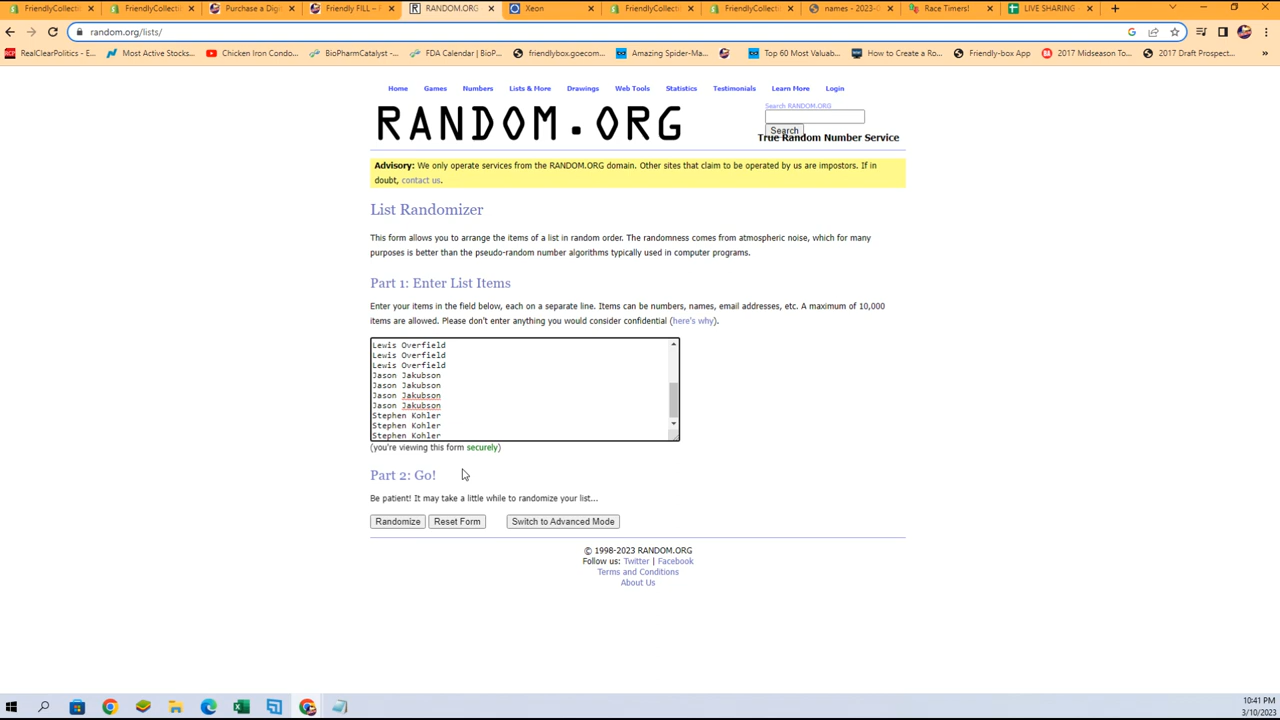 FriendlyCollecti
FriendlyCollecti
Purchase a Dig
Friendly FILL –
RANDOM.ORG
Xeon
FriendlyCollecti
FriendlyCollecti
names - 2023-0
Race Timers!
LIVE SHARING
random.org/lists/
RealClearPolitics - E...
Most Active Stocks...
Chicken Iron Condo...
BioPharmCatalyst -...
FDA Calendar | BioP...
friendlybox.goecom...
Amazing Spider-Ma...
Top 60 Most Valuab...
How to Create a Ro...
Friendly-box App
2017 Midseason To...
2017 Draft Prospect...
Home Games Numbers Lists & More Drawings Web Tools Statistics Testimonials Learn More Login
RANDOM.ORG
Search RANDOM.ORG
Search
True Random Number Service
Advisory: We only operate services from the RANDOM.ORG domain. Other sites that claim to be operated by us are impostors. If in
doubt, contact us.
List Randomizer
This form allows you to arrange the items of a list in random order. The randomness comes from atmospheric noise, which for many
purposes is better than the pseudo-random number algorithms typically used in computer programs.
Part 1: Enter List Items
Enter your items in the field below, each on a separate line. Items can be numbers, names, email addresses, etc. A maximum of 10,000
items are allowed. Please don't enter anything you would consider confidential (here's why).
Lewis Overfield
Lewis Overfield
Lewis Overfield
Jason Jakubson
Jason Jakubson
Jason Jakubson
Jason Jakubson
Stephen Kohler
Stephen Kohler
Stephen Kohler
(you're viewing this form securely)
Part 2: Go!
Be patient! It may take a little while to randomize your list...
Randomize Reset Form Switch to Advanced Mode
© 1998-2023 RANDOM.ORG
Follow us: Twitter | Facebook
Terms and Conditions
About Us
10:41 PM
3/10/2023